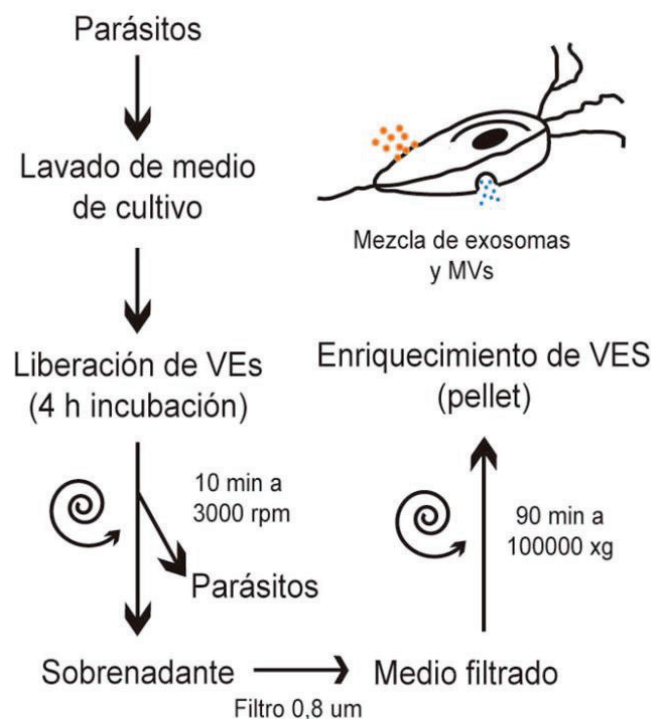 Parásitos
Lavado de medio
de cultivo
Mezcla de exosomas
y MVs
Liberación de VEs
(4 h incubación)
Enriquecimiento de VES
(pellet)
10 min a
3000 rpm
Parásitos
90 min a
100000 xg
Sobrenadante
Filtro 0,8 um
Medio filtrado